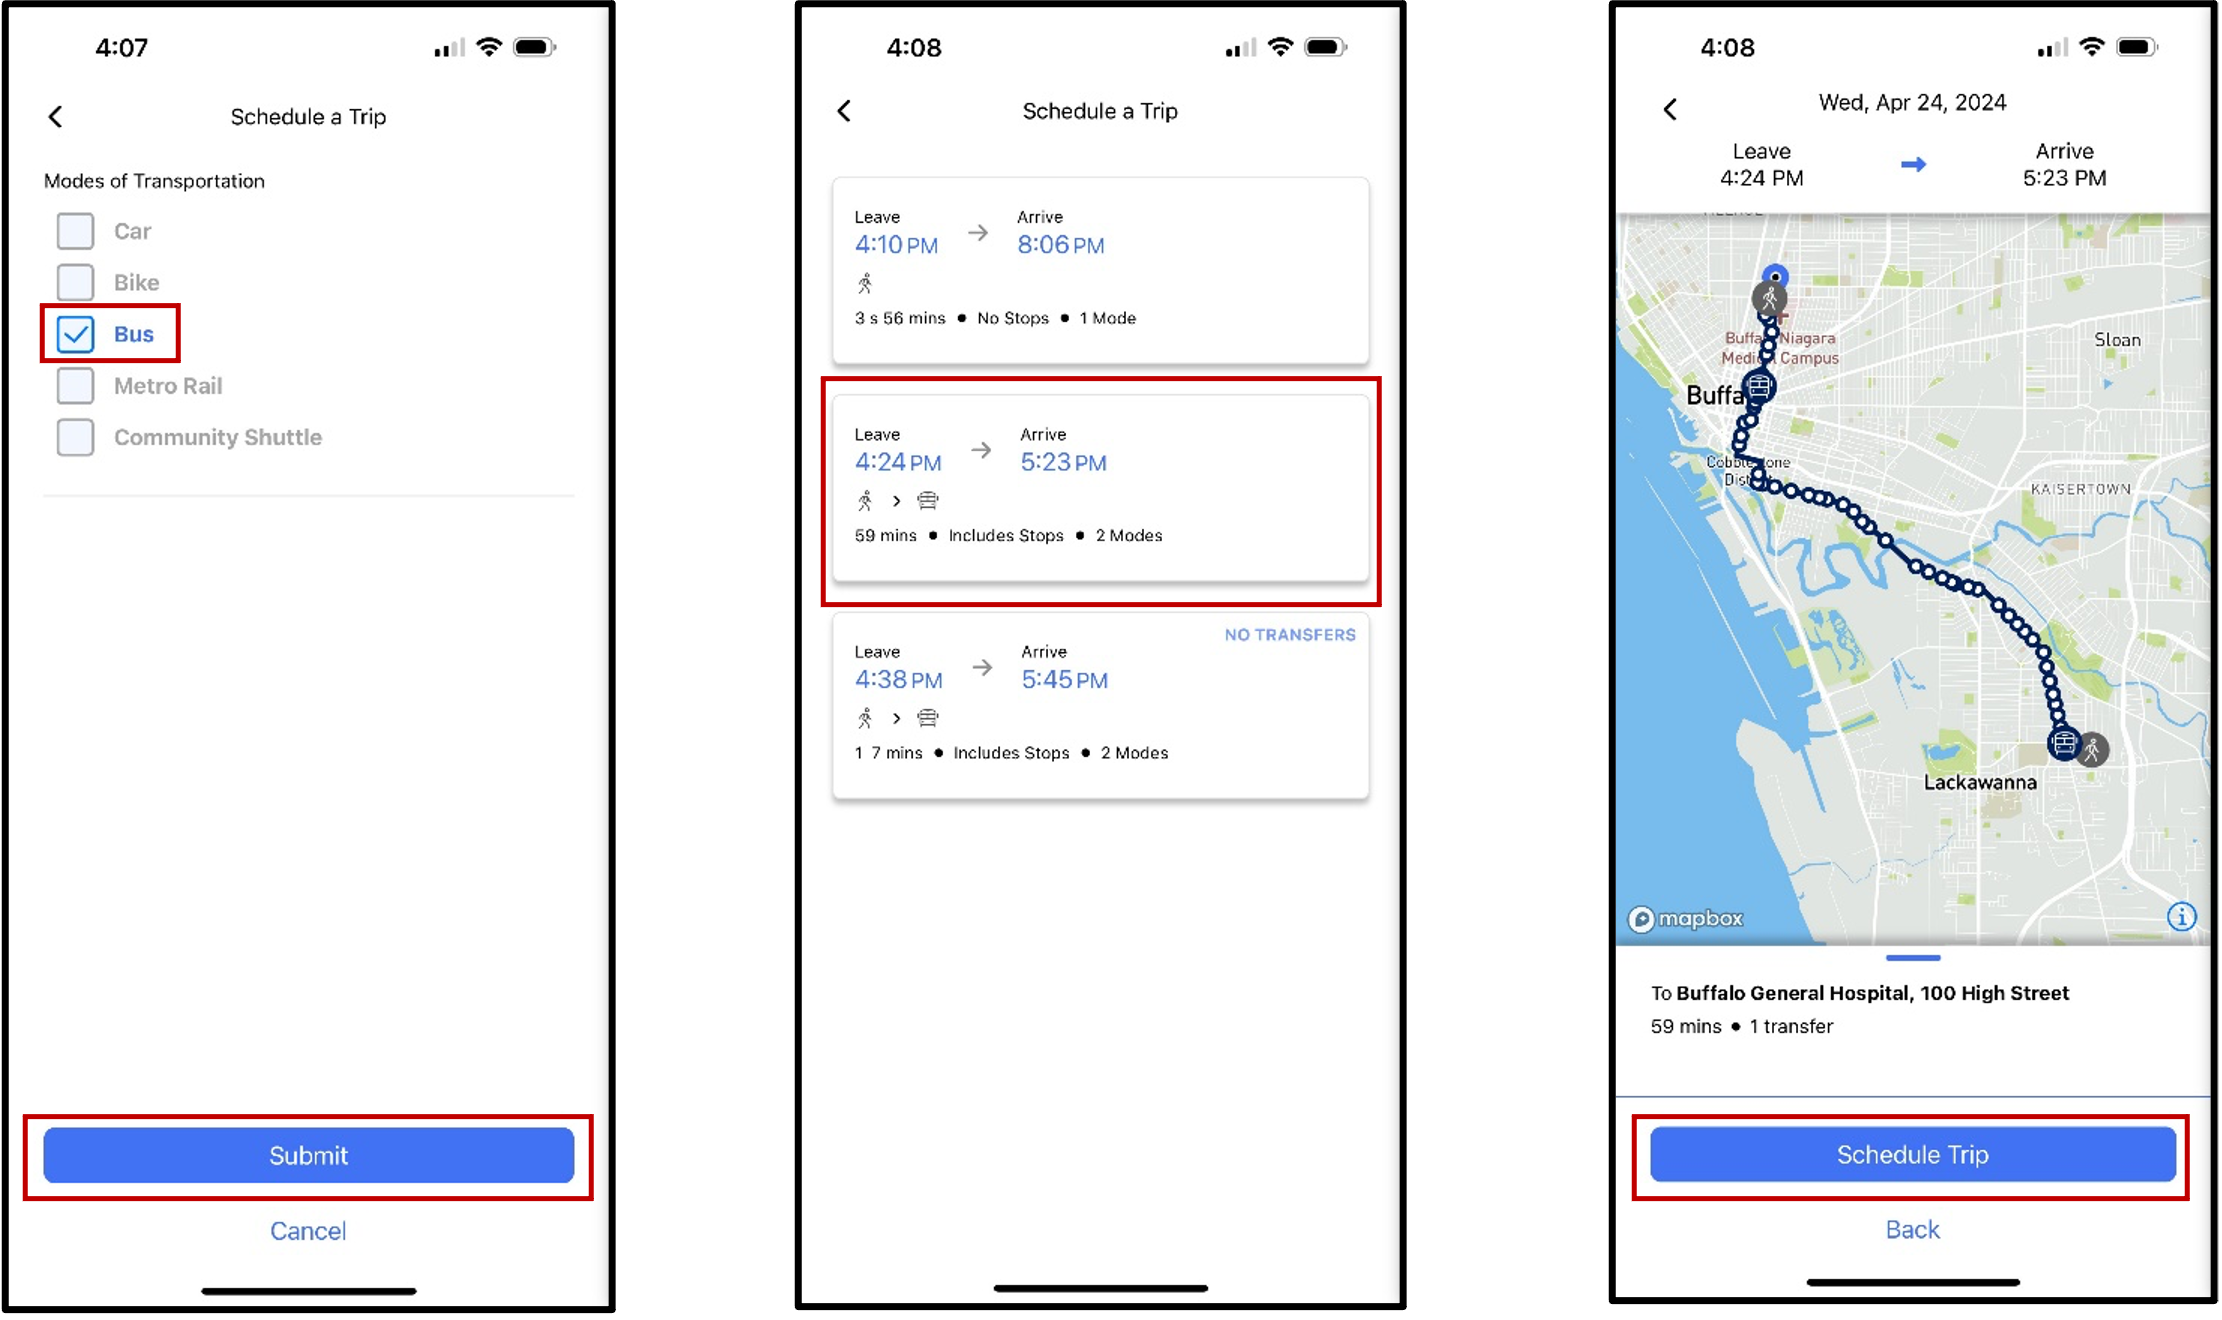 4:07
Schedule a Trip
Modes of Transportation
Car
Bike
Bus
Metro Rail
Community Shuttle
Submit
Cancel
4:08
Schedule a Trip
Leave Arrive
4:10 PM 8:06 PM
3 s 56 mins • No Stops • 1 Mode
Leave Arrive
4:24 PM 5:23 PM
59 mins • Includes Stops • 2 Modes
NO TRANSFERS
Leave Arrive
4:38 PM 5:45 PM
1 7 mins • Includes Stops • 2 Modes
4:08
Wed, Apr 24, 2024
Leave Arrive
4:24 PM 5:23 PM
Buffa Niagara
Medic Campus
Sloan
Buffa
Cobble one
Dist
KAISERTOWN
Lackawanna
mapbox
To Buffalo General Hospital, 100 High Street
59 mins • 1 transfer
Schedule Trip
Back